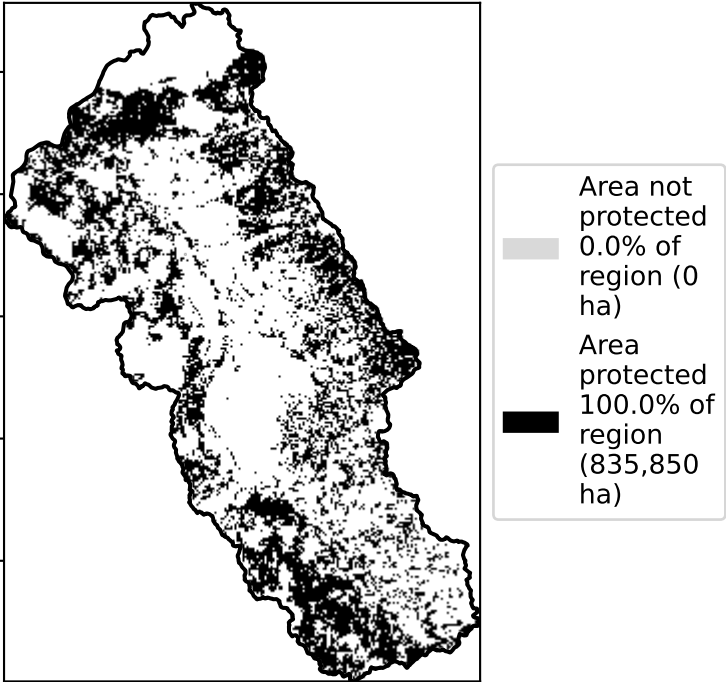 Area not
protected
0.0% of
region (0
ha)
Area
protected
100.0% of
region
(835,850
ha)